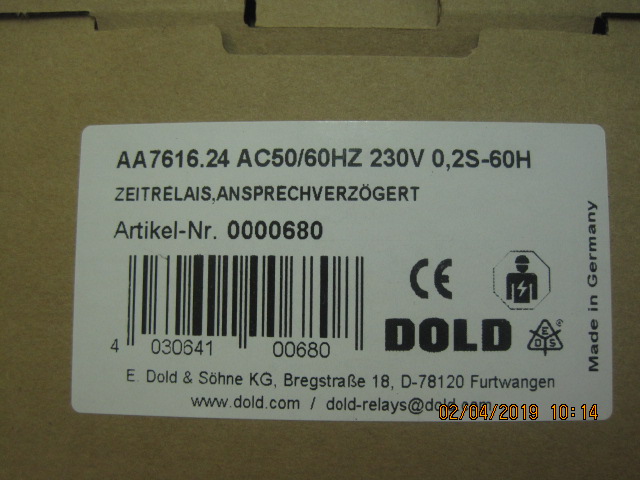 AA7616.24 AC50/60HZ 230V 0,2S-60H
ZEITRELAIS,ANSPRECHVERZÖGERT
Artikel-Nr. 0000680
CE
4 030641 00680
DOLD
EDS
E. Dold & Söhne KG, Bregstraße 18, D-78120 Furtwangen
www.dold.com / dold-relays@dold.com
Made in Germany
02/04/2019 10:14